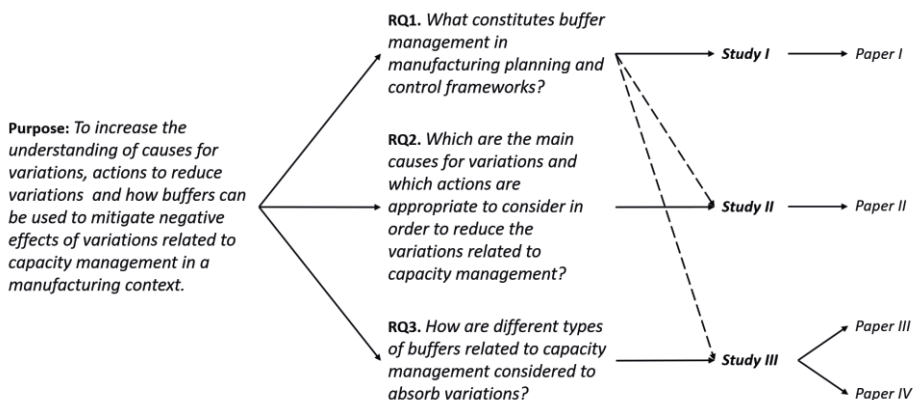 Purpose: To increase the
understanding of causes for
variations, actions to reduce
variations and how buffers can
be used to mitigate negative
effects of variations related to
capacity management in a
manufacturing context.
RQ1. What constitutes buffer
management in
manufacturing planning and
control frameworks?
Study I
Paper I
RQ2. Which are the main
causes for variations and
which actions are
appropriate to consider in
order to reduce the
variations related to
capacity management?
Study II
Paper II
RQ3. How are different types
of buffers related to capacity
management considered to
absorb variations?
Study III
Paper III
Paper IV